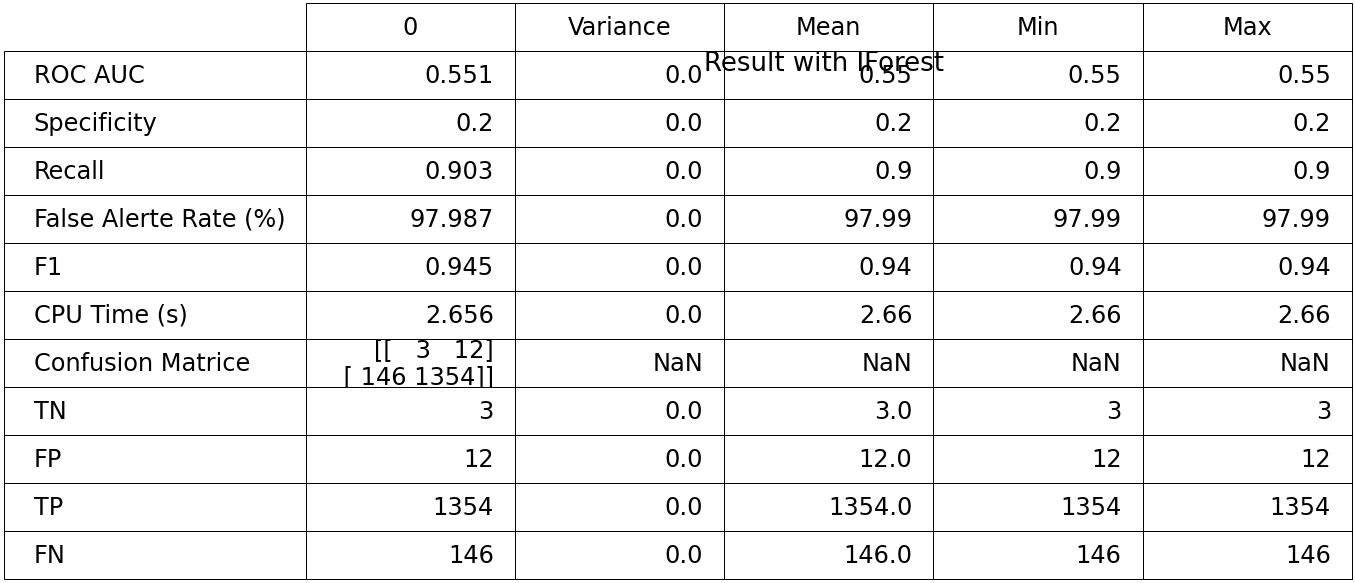 0 Variance Mean Min Max
Result with IForest
ROC AUC 0.551 0.0 0.55 0.55 0.55
Specificity 0.2 0.0 0.2 0.2 0.2
Recall 0.903 0.0 0.9 0.9 0.9
False Alerte Rate (%) 97.987 0.0 97.99 97.99 97.99
F1 0.945 0.0 0.94 0.94 0.94
CPU Time (s) 2.656 0.0 2.66 2.66 2.66
Confusion Matrice [[ 3 12] NaN NaN NaN NaN
[ 146 1354]]
TN 3 0.0 3.0 3 3
FP 12 0.0 12.0 12 12
TP 1354 0.0 1354.0 1354 1354
FN 146 0.0 146.0 146 146